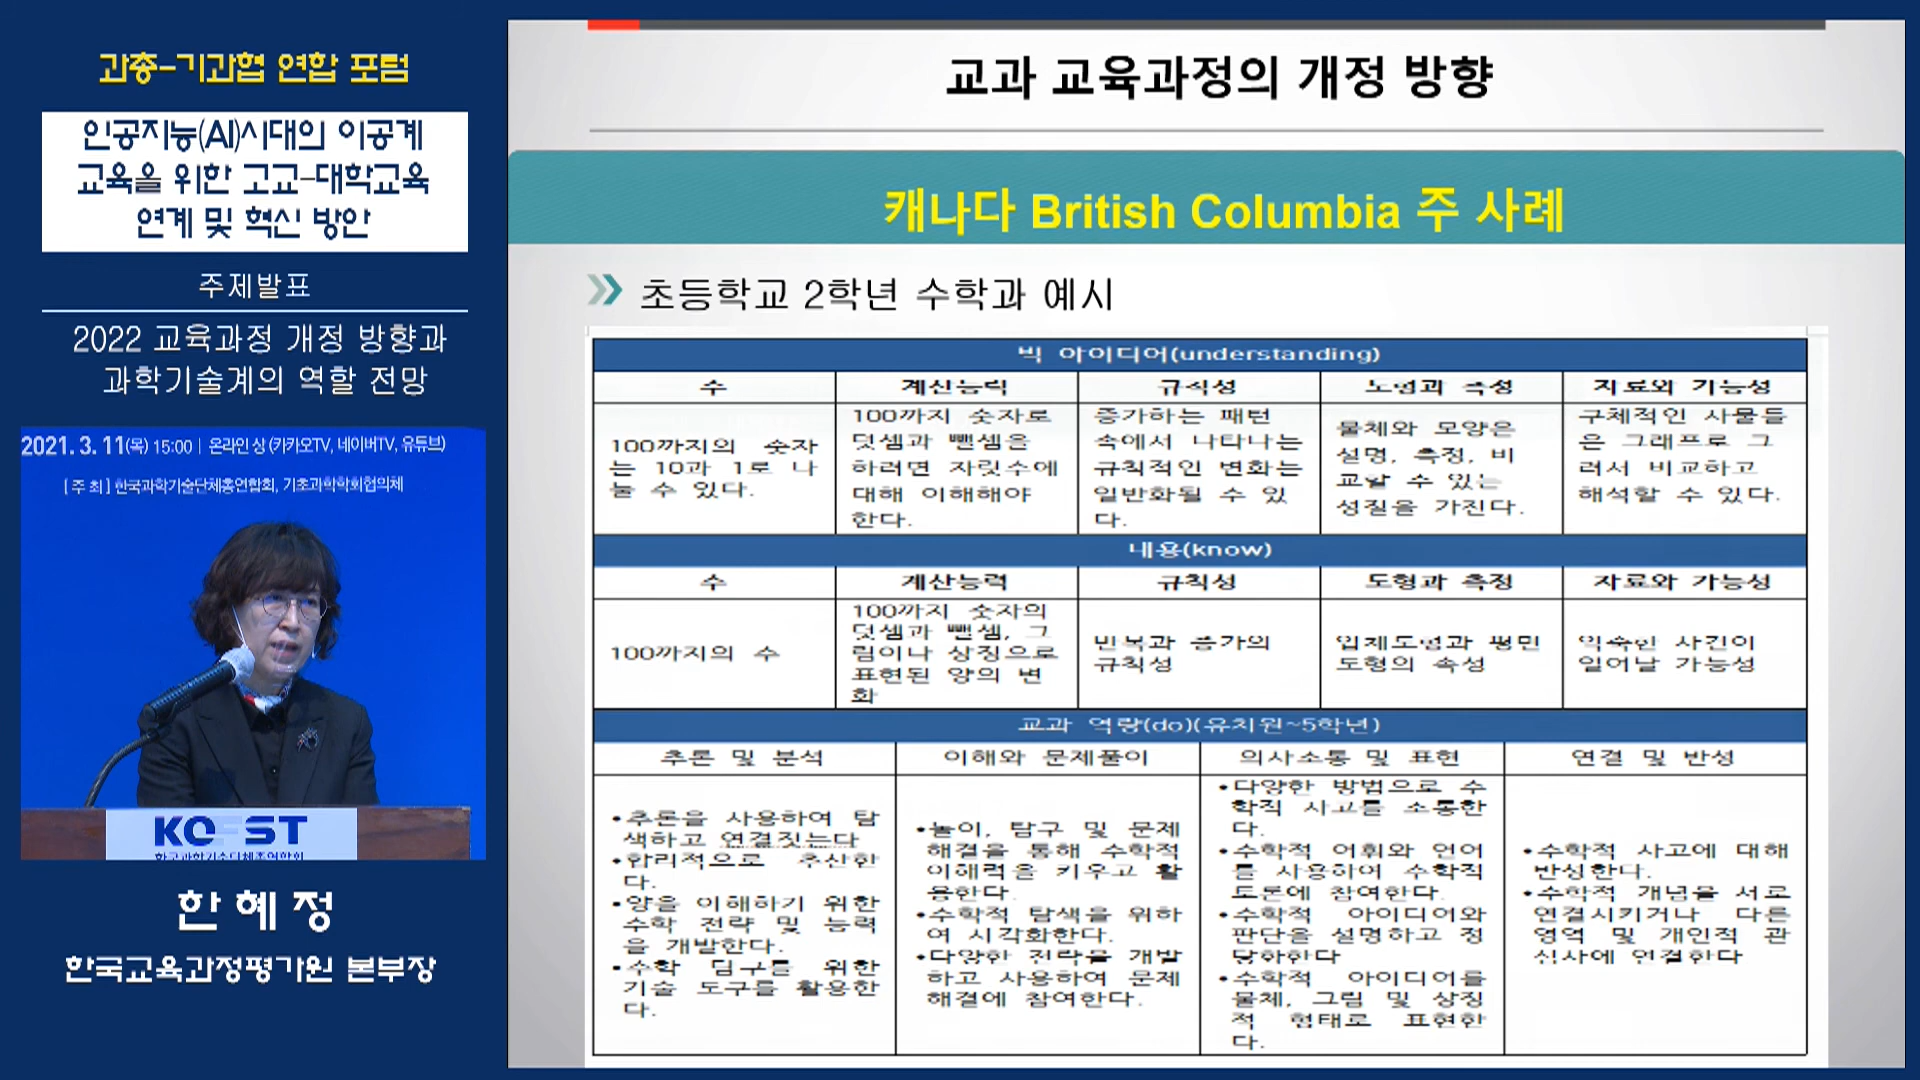 과총-기과협 연합 포럼
인공지능(AI)시대의 이공계
교육을 위한 고교-대학교육
연계 및 혁신 방안
주제발표
2022 교육과정 개정 방향과
과학기술계의 역할 전망
2021. 3. 11(목) 15:00 | 온라인 상 (카카오TV, 네이버TV, 유튜브)
[ 주 최 ] 한국과학기술단체총연합회, 기초과학학회협의체
한국과학기술단체총연합회
한 혜 정
한국교육과정평가원 본부장
교과 교육과정의 개정 방향
캐나다 British Columbia 주 사례
초등학교 2학년 수학과 예시
빅 아이디어(understanding)
수 계산능력 규칙성 도형과 측정 자료와 가능성
100까지의 숫자
는 10과 1로 나
눌 수 있다.
100까지 숫자로
덧셈과 뺄셈을
하려면 자릿수에
대해 이해해야
한다.
증가하는 패턴
속에서 나타나는
규칙적인 변화는
일반화될 수 있
다.
물체와 모양은
설명, 측정, 비
교할 수 있는
성질을 가진다.
구체적인 사물들
은 그래프로 그
려서 비교하고
해석할 수 있다.
내용(know)
수 계산능력 규칙성 도형과 측정 자료와 가능성
100까지의 수
100까지 숫자의
덧셈과 뺄셈, 그
림이나 상징으로
표현된 양의 변
화
반복과 증가의
규칙성
입체도형과 평면
도형의 속성
익숙한 사건이
일어날 가능성
교과 역량(do)(유치원~5학년)
추론 및 분석 이해와 문제풀이 의사소통 및 표현 연결 및 반성
•추론을 사용하여 탐
색하고 연결짓는다
•합리적으로 추산한
다.
•양을 이해하기 위한
수학 전략 및 능력
을 개발한다.
•수학 탐구를 위한
기술 도구를 활용한
다.
•놀이, 탐구 및 문제
해결을 통해 수학적
이해력을 키우고 활
용한다.
•수학적 탐색을 위하
여 시각화한다.
•다양한 전략을 개발
하고 사용하여 문제
해결에 참여한다.
•다양한 방법으로 수
학적 사고를 소통한
다.
•수학적 어휘와 언어
를 사용하여 수학적
토론에 참여한다.
•수학적 아이디어와
판단을 설명하고 정
당화한다
•수학적 아이디어를
물체, 그림 및 상징
적 형태로 표현한
다.
•수학적 사고에 대해
반성한다.
•수학적 개념을 서로
연결시키거나 다른
영역 및 개인적 관
심사에 연결한다